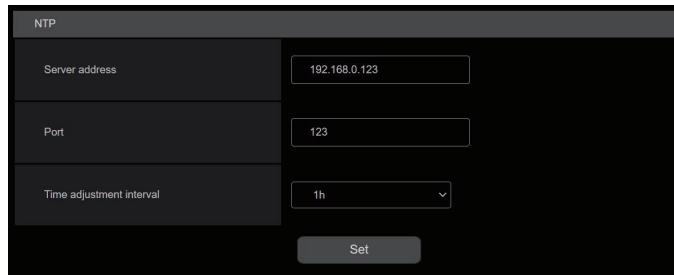 NTP
Server address
192.168.0.123
Port
123
Time adjustment interval
1h
Set